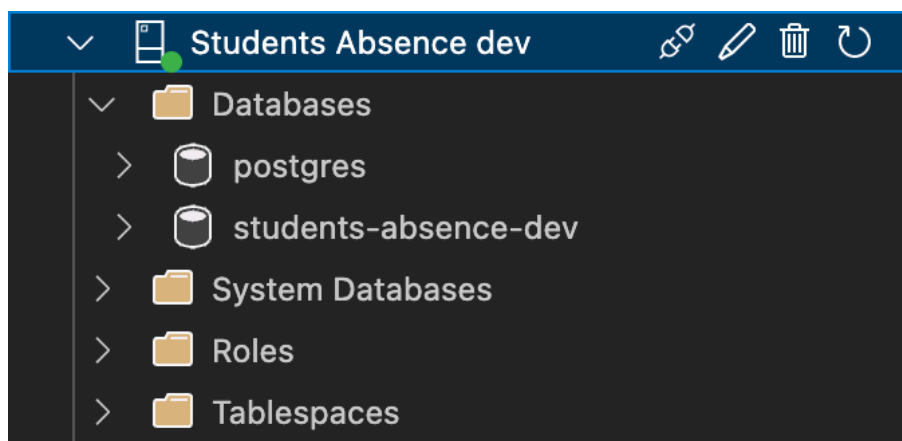 Students Absence dev
Databases
postgres
students-absence-dev
System Databases
Roles
Tablespaces